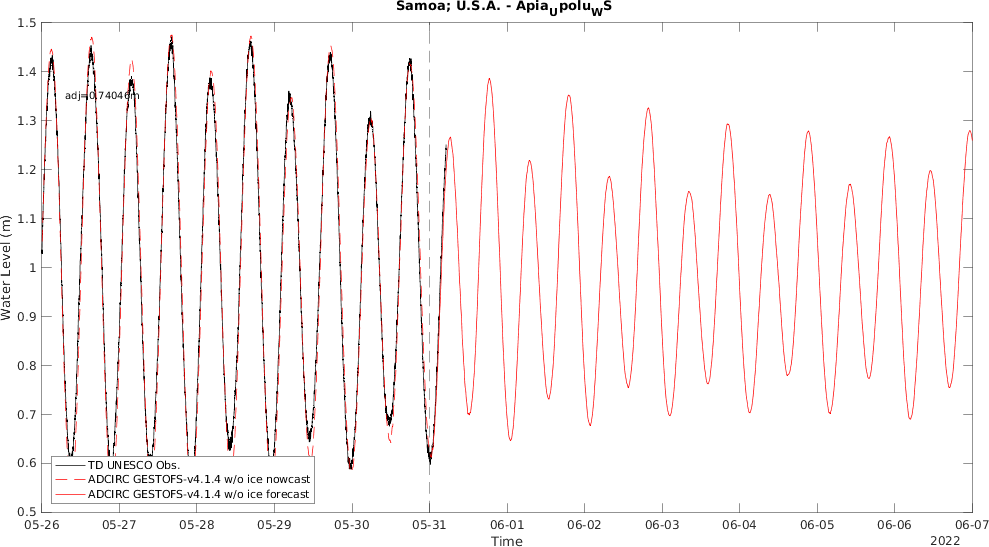 Samoa; U.S.A. - ApiaUpoluWS
1.5
1.4
1.3
1.2
1.1
1
0.9
0.8
0.7
0.6
0.5
Water Level (m)
adj=0.74046m
TD UNESCO Obs.
ADCIRC GESTOFS-v4.1.4 w/o ice nowcast
ADCIRC GESTOFS-v4.1.4 w/o ice forecast
05-26 05-27 05-28 05-29 05-30 05-31 06-01 06-02 06-03 06-04 06-05 06-06 06-07
Time
2022